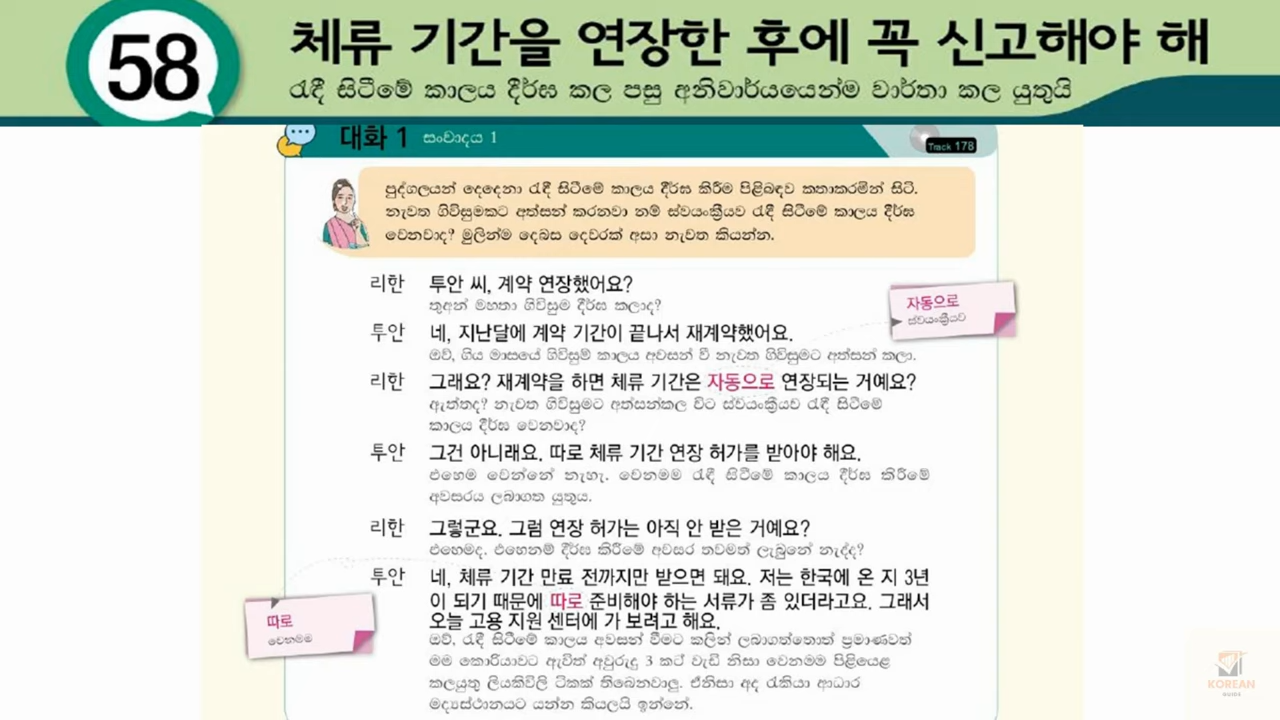 58
체류 기간을 연장한 후에 꼭 신고해야 해
රැඳී සිටීමේ කාලය දීර්ඝ කල පසු අනිවාර්යයෙන්ම වාර්තා කල යුතුයි
대화 1 සංවාදය 1
Track 178
පුද්ගලයන් දෙදෙනා රැඳී සිටීමේ කාලය දීර්ඝ කිරීම පිළිබඳව කතාකරමින් සිටී.
නැවත ගිවිසුමකට අත්සන් කරනවා නම් ස්වයංක්‍රීයව රැඳී සිටීමේ කාලය දීර්ඝ
වෙනවාද? මුලින්ම දෙබස දෙවරක් අසා නැවත කියන්න.
리한 투안 씨, 계약 연장했어요?
තුඅන් මහතා ගිවිසුම දීර්ඝ කලාද?
自동으로
ස්වයංක්‍රීයව
투안 네, 지난달에 계약 기간이 끝나서 재계약했어요.
ඔව්, ගිය මාසයේ ගිවිසුම් කාලය අවසන් වී නැවත ගිවිසුමට අත්සන් කලා.
리한 그래요? 재계약을 하면 체류 기간은 자동으로 연장되는 거예요?
ඇත්තද? නැවත ගිවිසුමට අත්සන්කල විට ස්වයංක්‍රීයව රැඳී සිටීමේ
කාලය දීර්ඝ වෙනවාද?
투안 그건 아니래요. 따로 체류 기간 연장 허가를 받아야 해요.
එහෙම වෙන්නේ නැහැ. වෙනමම රැඳී සිටීමේ කාලය දීර්ඝ කිරීමේ
අවසරය ලබාගත යුතුය.
리한 그렇군요. 그럼 연장 허가는 아직 안 받은 거예요?
එහෙමද. එහෙනම් දීර්ඝ කිරීමේ අවසර තවමත් ලැබුනේ නැද්ද?
투안 네, 체류 기간 만료 전까지만 받으면 돼요. 저는 한국에 온 지 3년
이 되기 때문에 따로 준비해야 하는 서류가 좀 있더라고요. 그래서
오늘 고용 지원 센터에 가 보려고 해요.
따로
වෙනමම
ඔව්, රැඳී සිටීමේ කාලය අවසන් වීමට කලින් ලබාගත්තොත් ප්‍රමාණවත්
මම කොරියාවට ඇවිත් අවුරුදු 3 කට වැඩි නිසා වෙනමම පිළියෙළ
කලයුතු ලියකිවිලි ටිකක් තිබෙනවාලු. ඒනිසා අද රැකියා ආධාර
මධ්‍යස්ථානයට යන්න කියලයි ඉන්නේ.
KOREAN
GUIDE